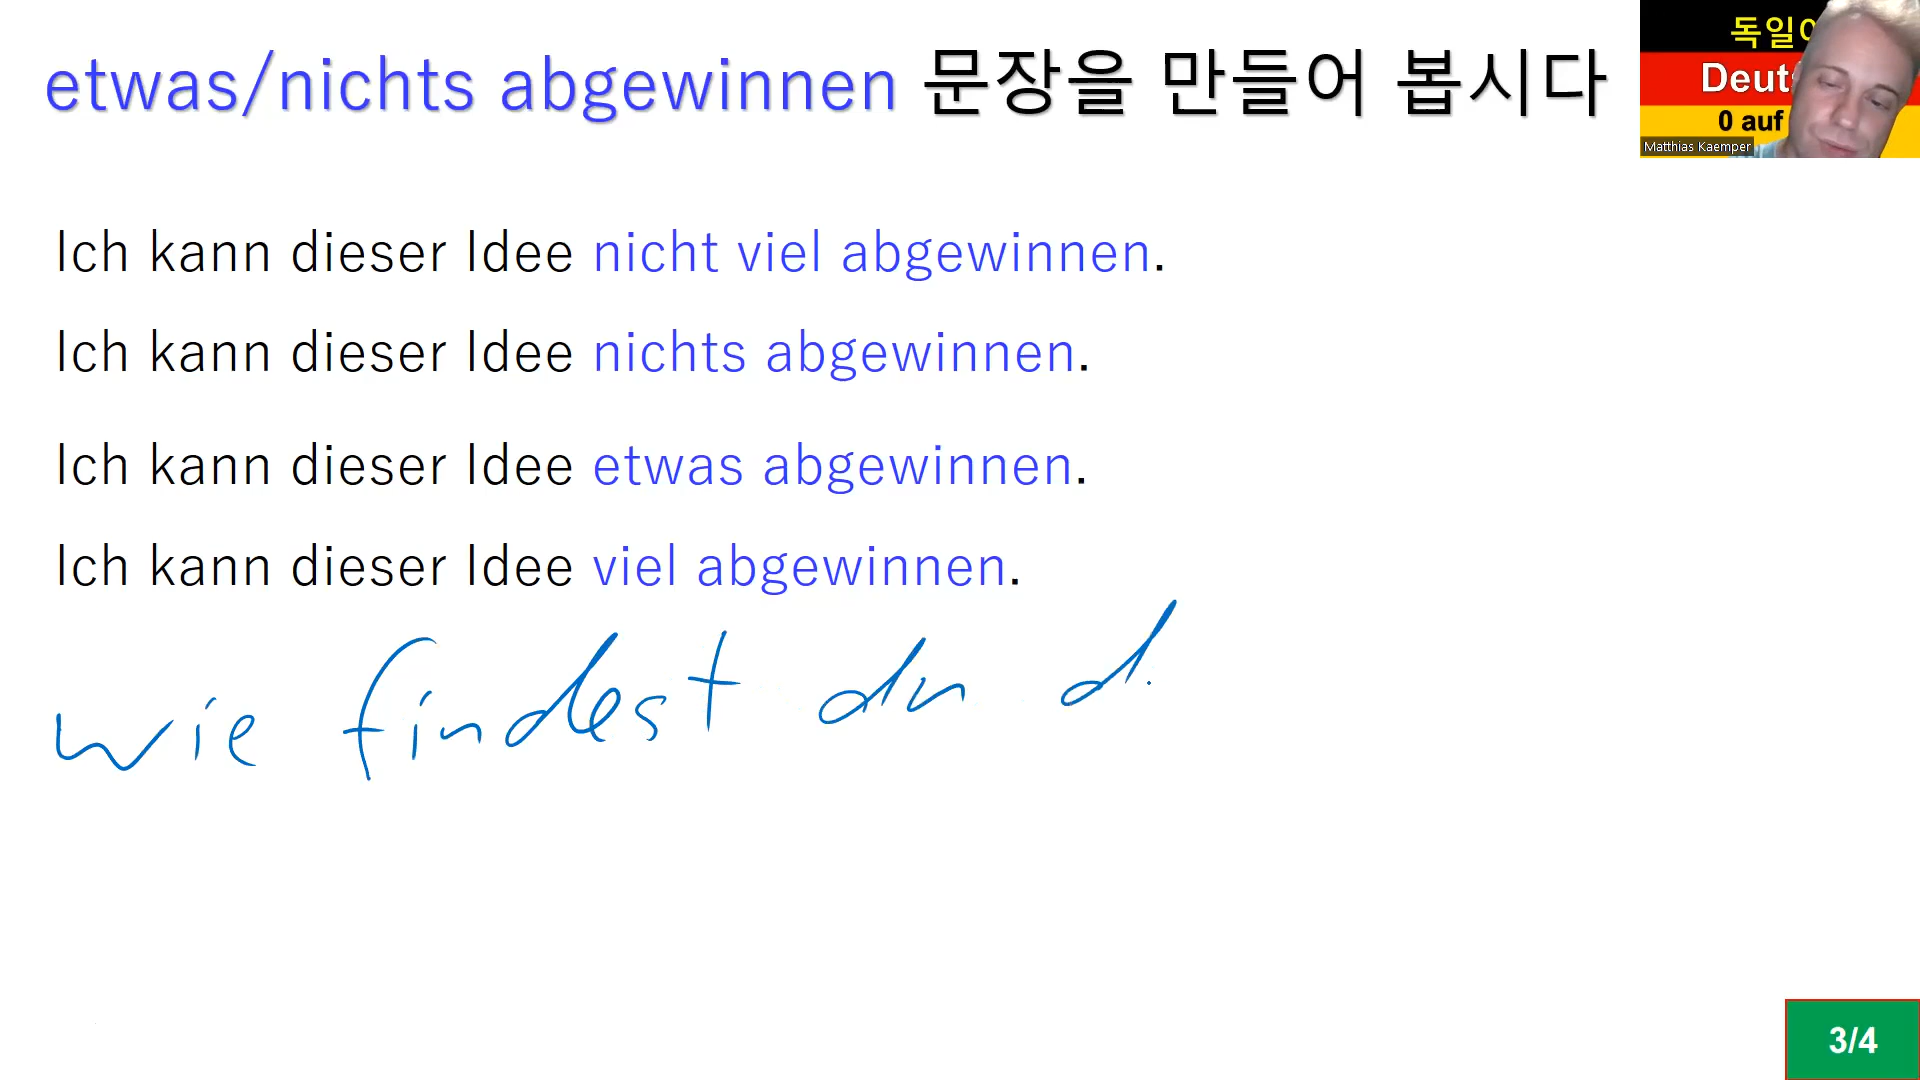 etwas/nichts abgewinnen 문장을 만들어 봅시다
독일어
Deut
0 auf
Matthias Kaemper
Ich kann dieser Idee nicht viel abgewinnen.
Ich kann dieser Idee nichts abgewinnen.
Ich kann dieser Idee etwas abgewinnen.
Ich kann dieser Idee viel abgewinnen.
wie findest du d
3/4